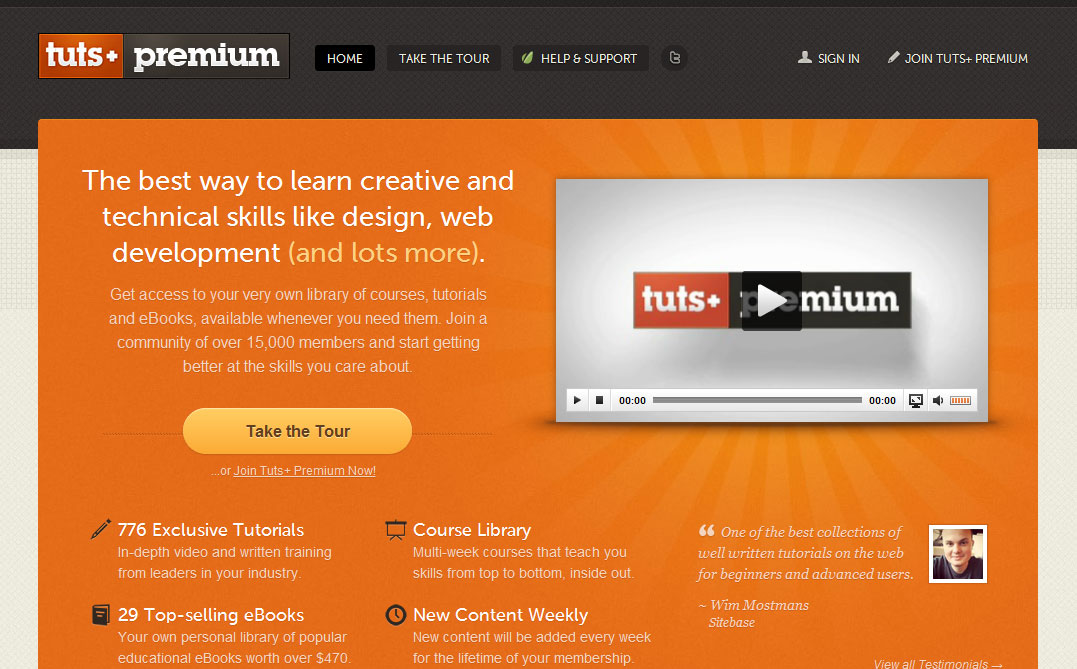 tuts+ premium
HOME
TAKE THE TOUR
HELP & SUPPORT
SIGN IN
JOIN TUTS+ PREMIUM
The best way to learn creative and
technical skills like design, web
development (and lots more).
Get access to your very own library of courses, tutorials
and eBooks, available whenever you need them. Join a
community of over 15,000 members and start getting
better at the skills you care about.
Take the Tour
...or Join Tuts+ Premium Now!
tuts+ premium
00:00
00:00
776 Exclusive Tutorials
In-depth video and written training
from leaders in your industry.
Course Library
Multi-week courses that teach you
skills from top to bottom, inside out.
29 Top-selling eBooks
Your own personal library of popular
educational eBooks worth over $470.
New Content Weekly
New content will be added every week
for the lifetime of your membership.
“ One of the best collections of
well written tutorials on the web
for beginners and advanced users.
~ Wim Mostmans
Sitebase
View all Testimonials →